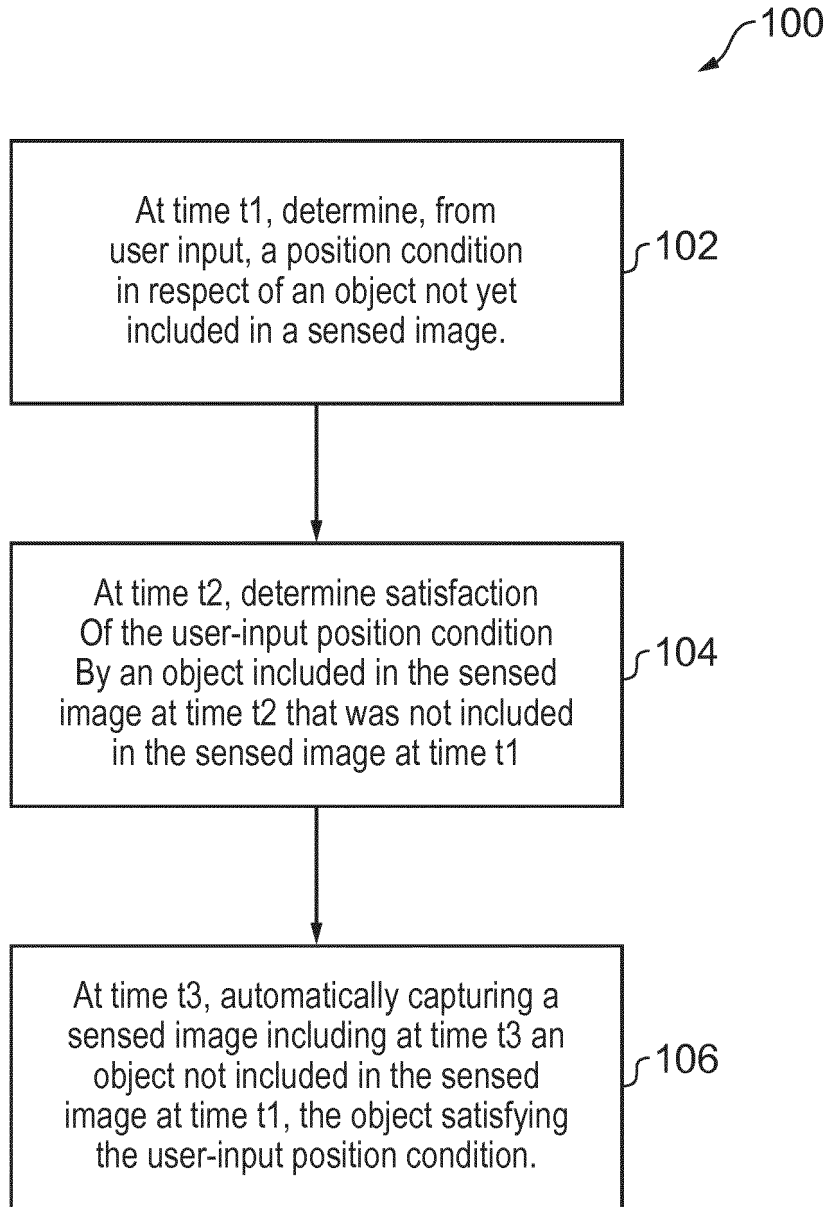 100
At time t1, determine, from
user input, a position condition
in respect of an object not yet
included in a sensed image.
102
At time t2, determine satisfaction
Of the user-input position condition
By an object included in the sensed
image at time t2 that was not included
in the sensed image at time t1
104
At time t3, automatically capturing a
sensed image including at time t3 an
object not included in the sensed
image at time t1, the object satisfying
the user-input position condition.
106